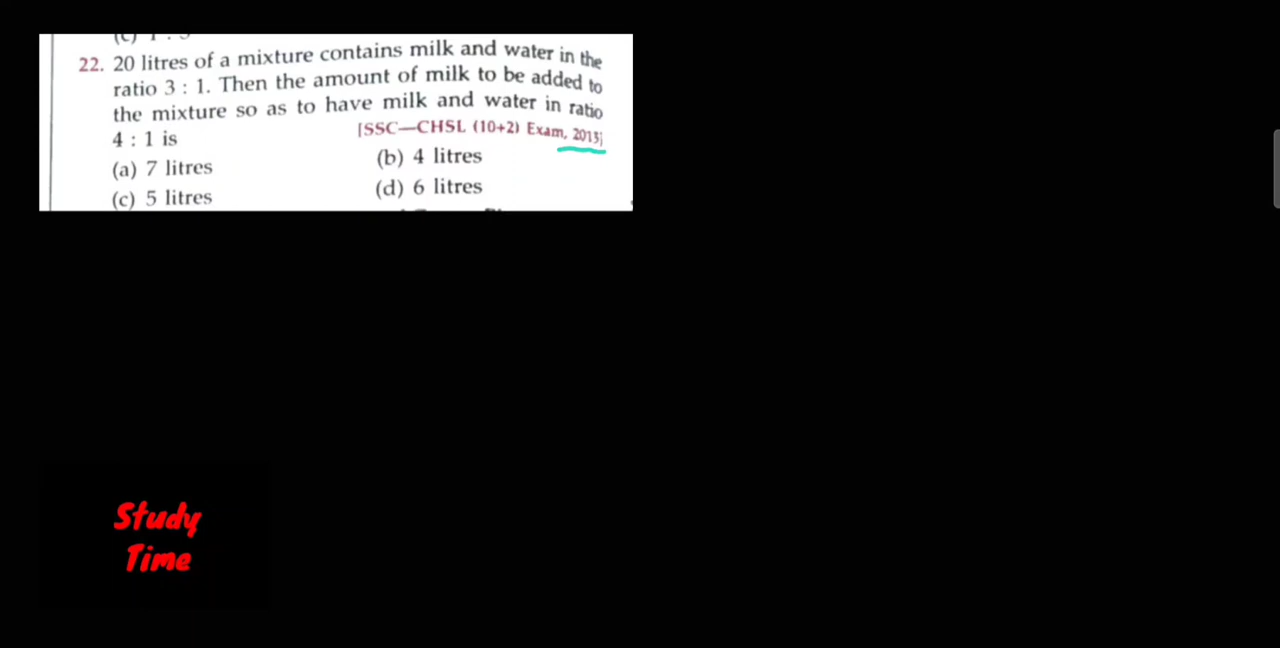 22. 20 litres of a mixture contains milk and water in the
ratio 3 : 1. Then the amount of milk to be added to
the mixture so as to have milk and water in ratio
4 : 1 is [SSC—CHSL (10+2) Exam, 2013]
(a) 7 litres (b) 4 litres
(c) 5 litres (d) 6 litres
Study
Time